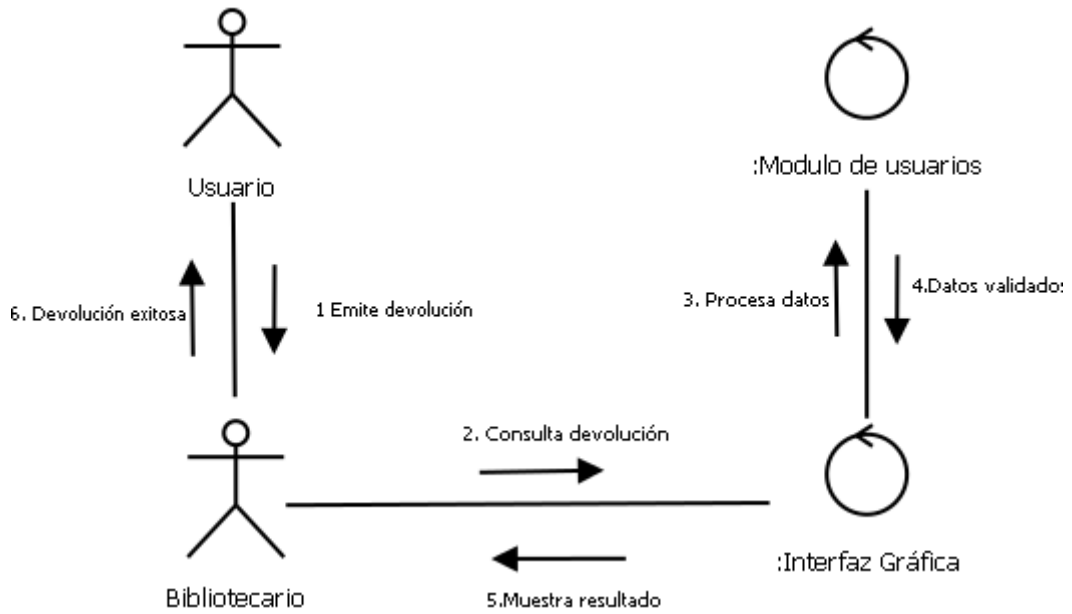 :Modulo de usuarios
Usuario
6. Devolución exitosa
1 Emite devolución
3. Procesa datos
4.Datos validados
2. Consulta devolución
:Interfaz Gráfica
Bibliotecario
5.Muestra resultado